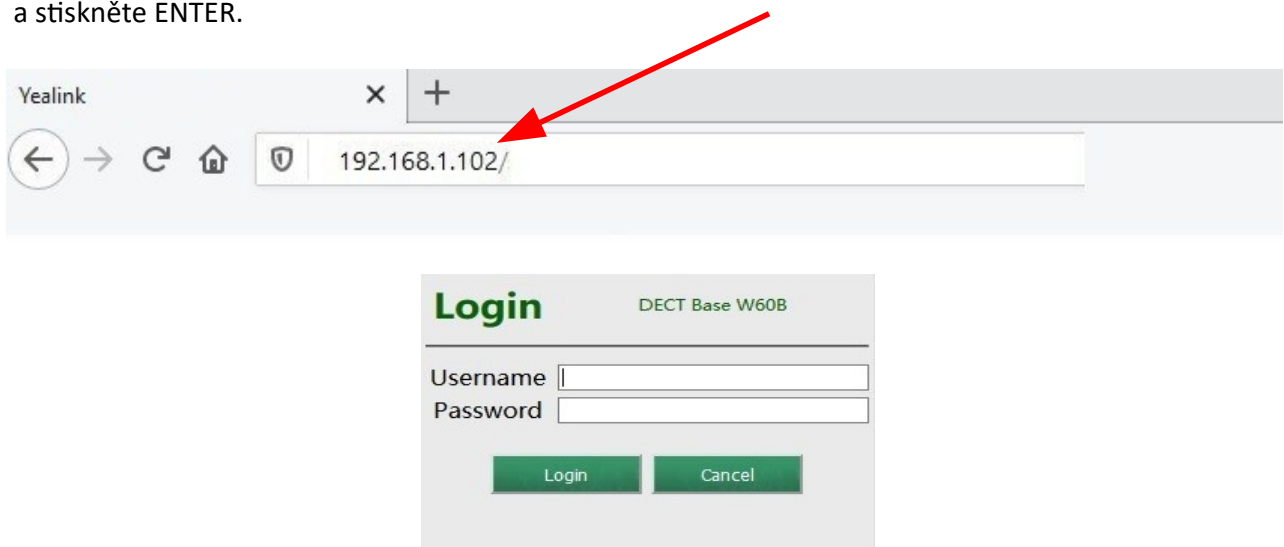 a stiskněte ENTER.
Yealink
192.168.1.102/
Login DECT Base W60B
Username
Password
Login Cancel